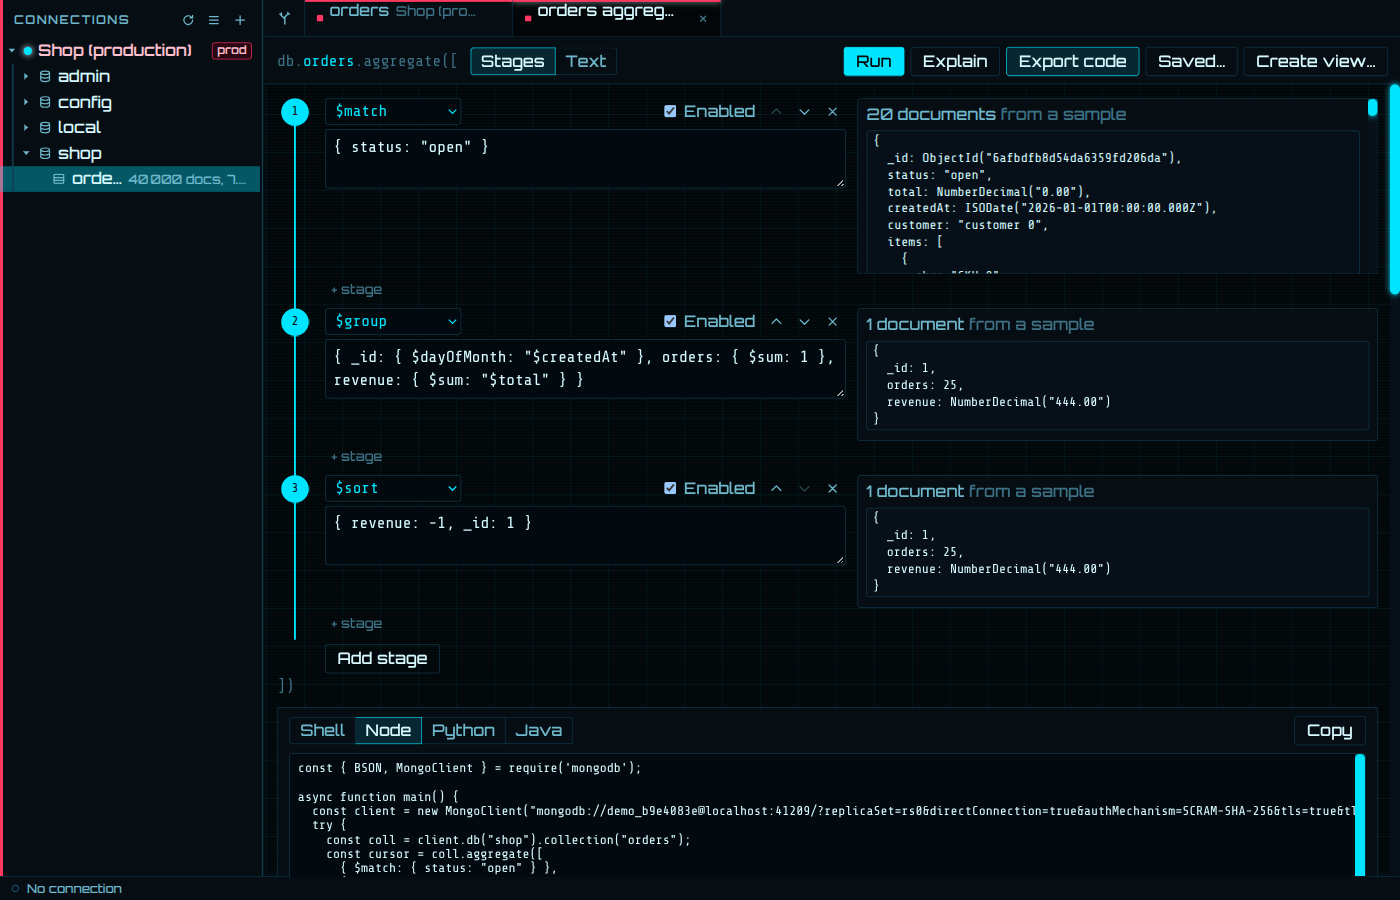 CONNECTIONS
Shop (production) prod
admin
config
local
shop
orde... 40 000 docs, 7....
orders Shop (pro...
orders aggreg... ×
db.orders.aggregate([ Stages Text Run Explain Export code Saved... Create view...
1 $match Enabled
{ status: "open" }
20 documents from a sample
{
_id: ObjectId("6afbdfb8d54da6359fd206da"),
status: "open",
total: NumberDecimal("0.00"),
createdAt: ISODate("2026-01-01T00:00:00.000Z"),
customer: "customer 0",
items: [
{
+ stage
2 $group Enabled
{ _id: { $dayOfMonth: "$createdAt" }, orders: { $sum: 1 },
revenue: { $sum: "$total" } }
1 document from a sample
{
_id: 1,
orders: 25,
revenue: NumberDecimal("444.00")
}
+ stage
3 $sort Enabled
{ revenue: -1, _id: 1 }
1 document from a sample
{
_id: 1,
orders: 25,
revenue: NumberDecimal("444.00")
}
+ stage
Add stage
])
Shell Node Python Java Copy
const { BSON, MongoClient } = require('mongodb');
async function main() {
const client = new MongoClient("mongodb://demo_b9e4083e@localhost:41209/?replicaSet=rs0&directConnection=true&authMechanism=SCRAM-SHA-256&tls=true&tl
try {
const coll = client.db("shop").collection("orders");
const cursor = coll.aggregate([
{ $match: { status: "open" } },
No connection